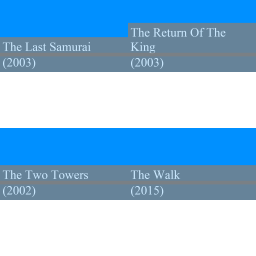 The Last Samurai
(2003)
The Return Of The
King
(2003)
The Two Towers
(2002)
The Walk
(2015)